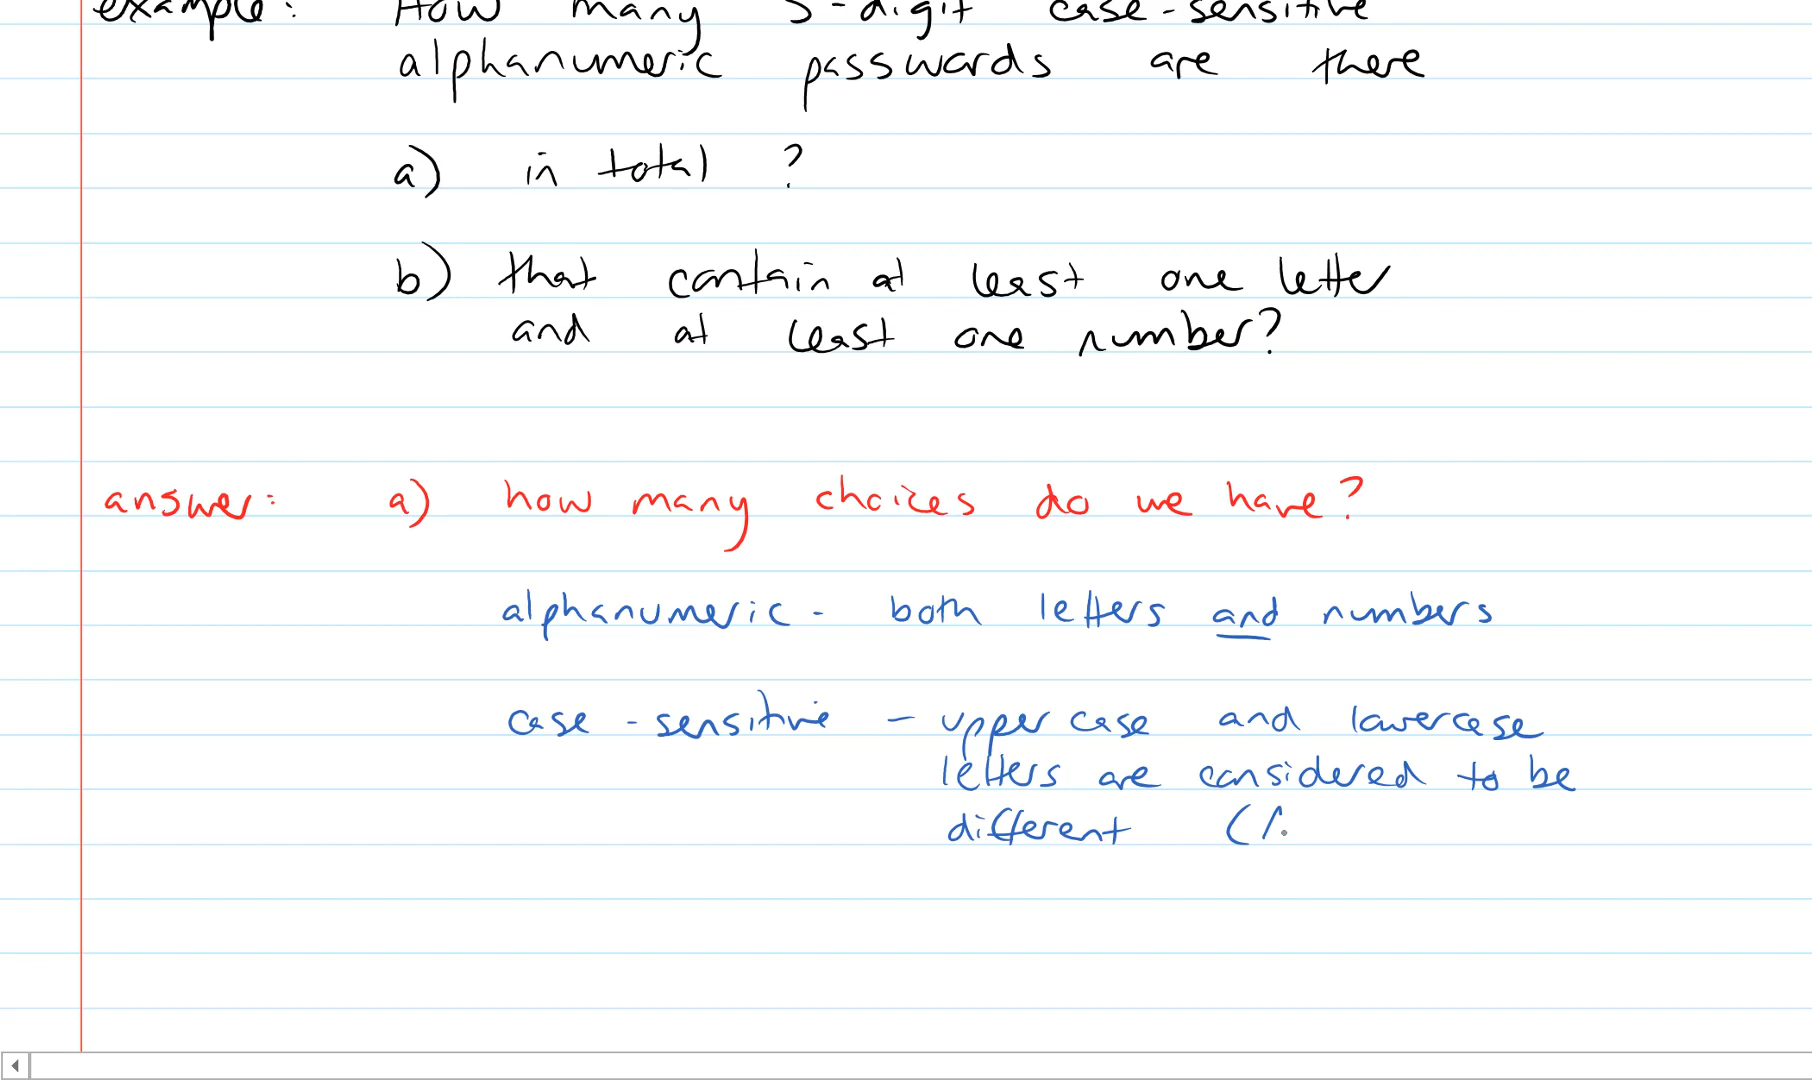 example: How many 5-digit case-sensitive
alphanumeric passwords are there
a) in total ?
b) that contain at least one letter
and at least one number?
answer: a) how many choices do we have?
alphanumeric - both letters and numbers
case-sensitive - uppercase and lowercase
letters are considered to be
different (